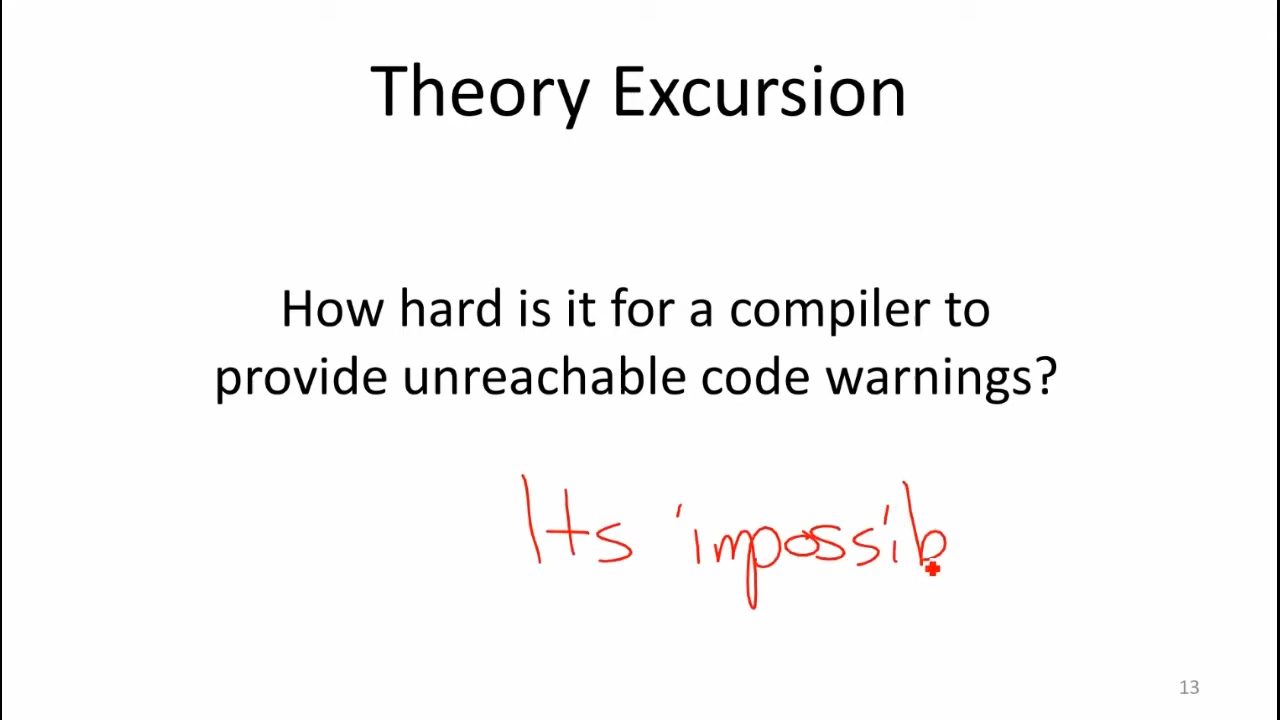 Theory Excursion
How hard is it for a compiler to
provide unreachable code warnings?
Its impossib
13